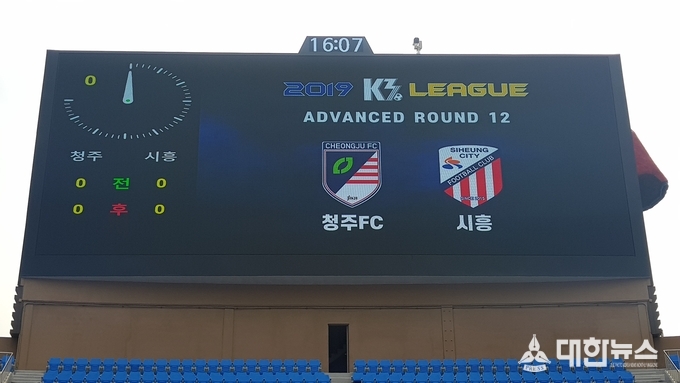 16:07
0
2019 K3 LEAGUE
ADVANCED ROUND 12
청주 시흥
0 전 0
0 후 0
CHEONGJU FC
SIHEUNG CITY
FOOTBALL CLUB
청주FC
시흥
대한뉴스
PRESS